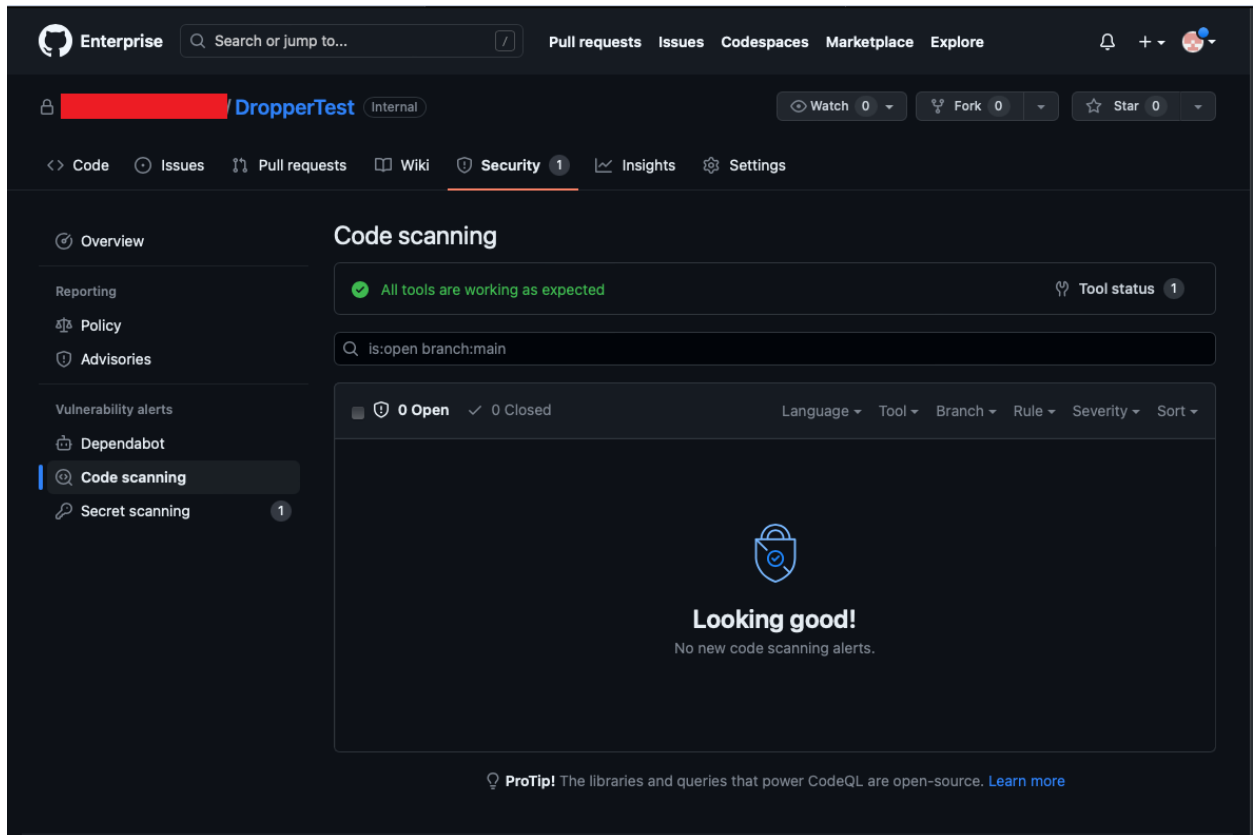 Enterprise Search or jump to... / Pull requests Issues Codespaces Marketplace Explore
/ DropperTest Internal Watch 0 Fork 0 Star 0
Code Issues Pull requests Wiki Security 1 Insights Settings
Overview
Reporting
Policy
Advisories
Vulnerability alerts
Dependabot
Code scanning
Secret scanning 1
Code scanning
All tools are working as expected Tool status 1
is:open branch:main
0 Open 0 Closed Language Tool Branch Rule Severity Sort
Looking good!
No new code scanning alerts.
ProTip! The libraries and queries that power CodeQL are open-source. Learn more